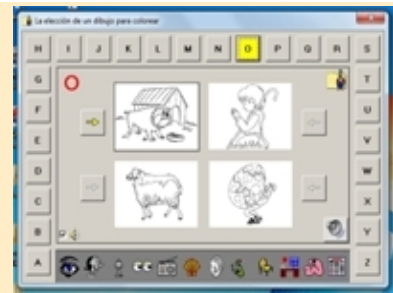 La elección de un dibujo para colorear
H I J K L M N O P Q R S
G O T
F U
E V
D W
C X
B Y
A Z